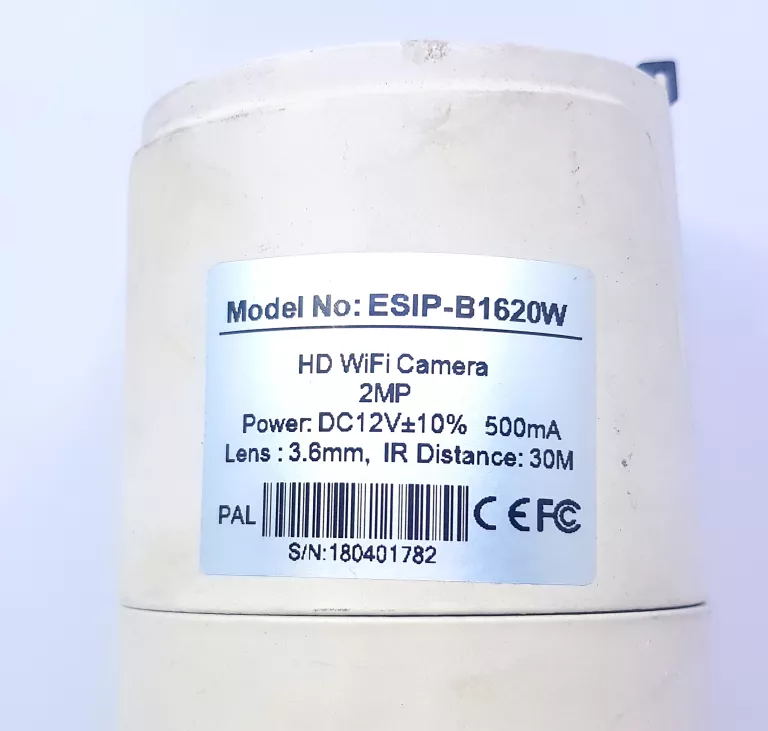 Model No: ESIP-B1620W
HD WiFi Camera
2MP
Power: DC12V±10% 500mA
Lens : 3.6mm, IR Distance: 30M
PAL CE FC
S/N:180401782